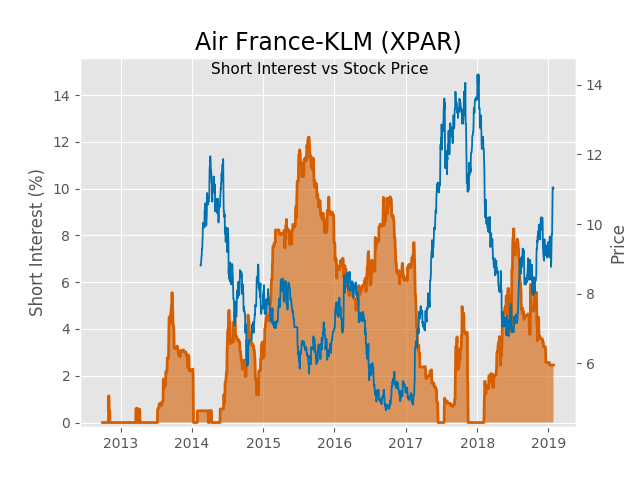 Air France-KLM (XPAR)
Short Interest vs Stock Price
Short Interest (%)
14
12
10
8
6
4
2
0
14
12
10
8
6
Price
2013 2014 2015 2016 2017 2018 2019